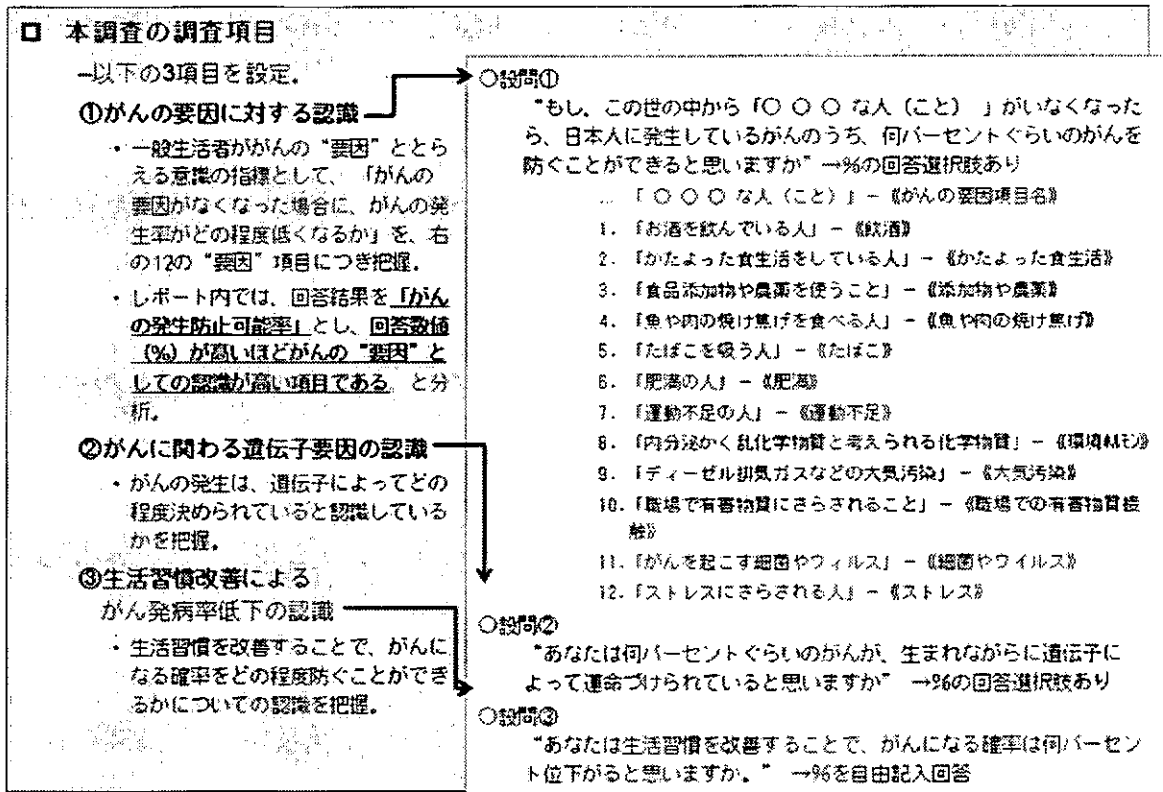 ロ 本調査の調査項目
–以下の3項目を設定.
①がんの要因に対する認識
・一般生活者ががんの“要因”ととら
える意識の指標として、「がんの
要因がなくなった場合に、がんの発
生率がどの程度低くなるか」を、右
の12の“要因”項目につき把握.
・レポート内では、回答結果を「がん
の発生防止可能率」とし、回答数値
(%)が高いほどがんの“要因”と
しての認識が高い項目である と分
析.
②がんに関わる遺伝子要因の認識
・がんの発生は、遺伝子によってどの
程度決められていると認識している
かを把握.
③生活習慣改善による
がん発病率低下の認識
・生活習慣を改善することで、がんに
なる確率をどの程度防ぐことができ
るかについての認識を把握.
○設問①
“もし、この世の中から「○ ○ ○ な人(こと) 」がいなくなった
ら、日本人に発生しているがんのうち、何パーセントぐらいのがんを
防ぐことができると思いますか”→%の回答選択肢あり
… 「 ○ ○ ○ な人(こと)」–《がんの要因項目名》
1. 「お酒を飲んでいる人」–《飲酒》
2. 「かたよった食生活をしている人」–《かたよった食生活》
3. 「食品添加物や農薬を使うこと」–《添加物や農薬》
4. 「魚や肉の焼け焦げを食べる人」–《魚や肉の焼け焦げ》
5. 「たばこを吸う人」–《たばこ》
6. 「肥満の人」–《肥満》
7. 「運動不足の人」–《運動不足》
8. 「内分泌かく乱化学物質と考えられる化学物質」–《環境ホルモン》
9. 「ディーゼル排気ガスなどの大気汚染」–《大気汚染》
10.「職場で有害物質にさらされること」–《職場での有害物質接
触》
11.「がんを起こす細菌やウィルス」–《細菌やウイルス》
12.「ストレスにさらされる人」–《ストレス》
○設問②
“あなたは何パーセントぐらいのがんが、生まれながらに遺伝子に
よって運命づけられていると思いますか” →%の回答選択肢あり
○設問③
“あなたは生活習慣を改善することで、がんになる確率は何パーセン
ト位下がると思いますか。” →%を自由記入回答